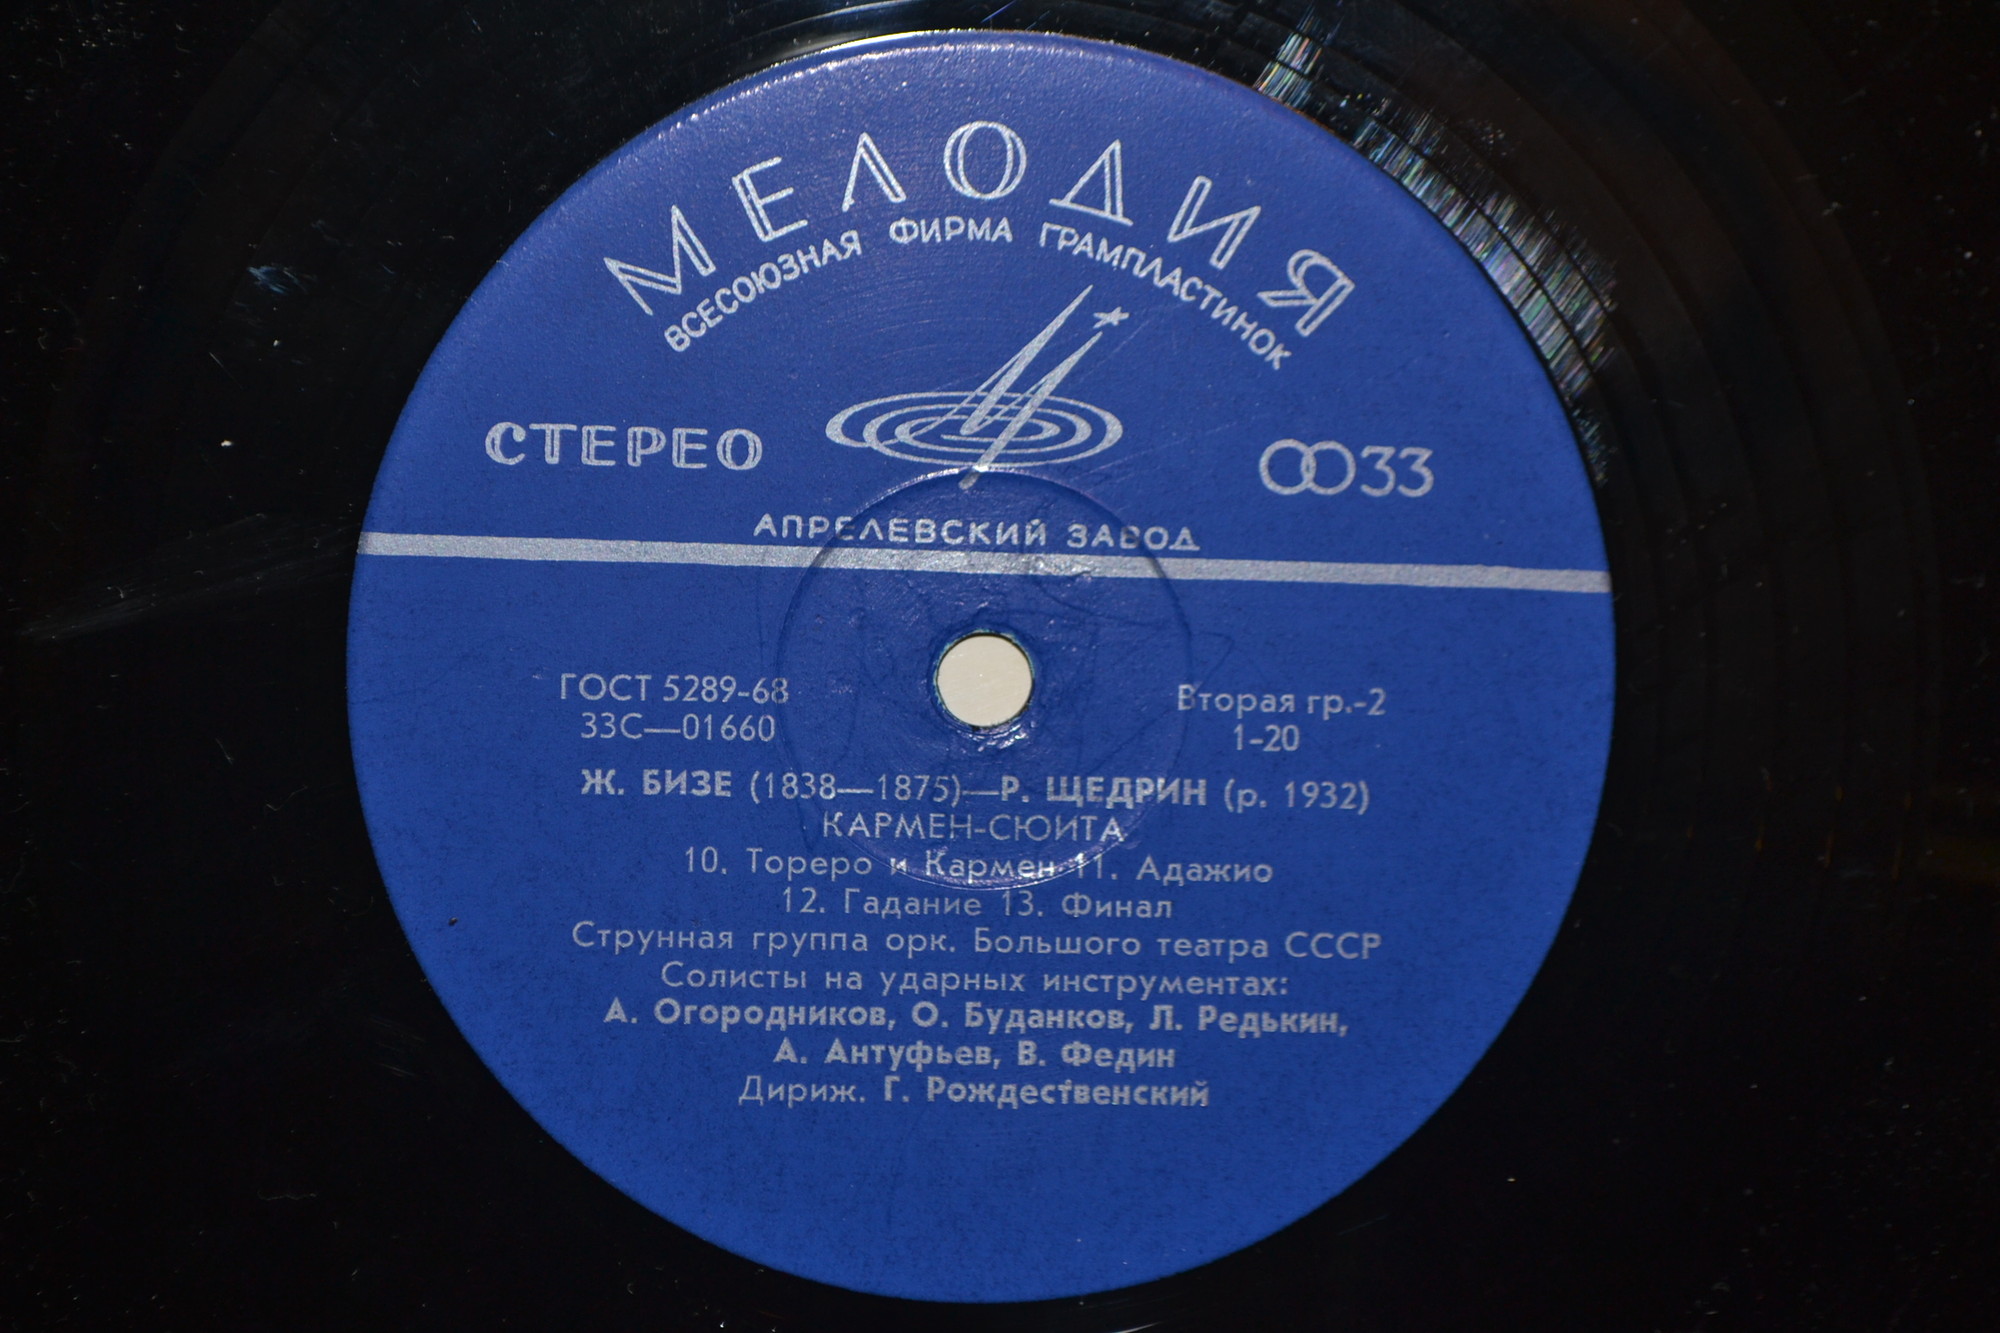 МЕЛОДИЯ
ВСЕСОЮЗНАЯ ФИРМА ГРАМПЛАСТИНОК
СТЕРЕО
33
АПРЕЛЕВСКИЙ ЗАВОД
ГОСТ 5289-68
33С—01660
Вторая гр.-2
1-20
Ж. БИЗЕ (1838—1875)—Р. ЩЕДРИН (р. 1932)
КАРМЕН-СЮИТА
10. Тореро и Кармен 11. Адажио
12. Гадание 13. Финал
Струнная группа орк. Большого театра СССР
Солисты на ударных инструментах:
А. Огородников, О. Буданков, Л. Редькин,
А. Антуфьев, В. Федин
Дириж. Г. Рождественский